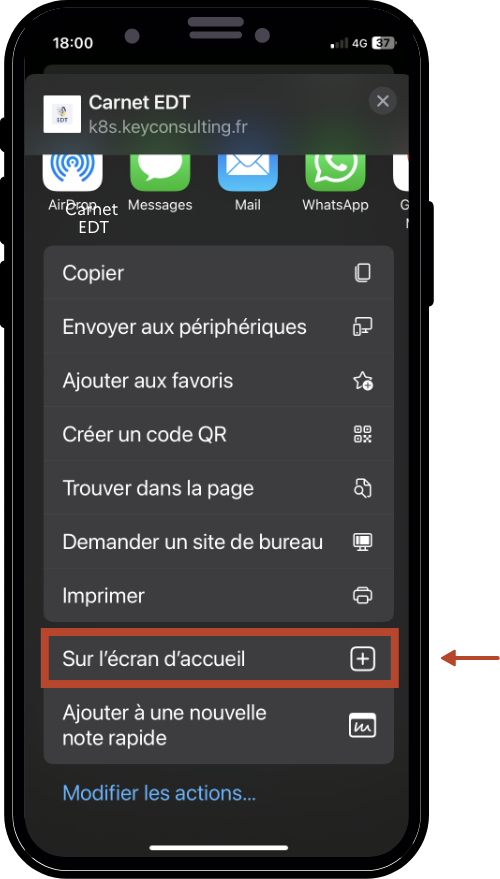 18:00
4G 37
EDT
Carnet EDT
k8s.keyconsulting.fr
AirDrop Messages Mail WhatsApp G
Carnet
EDT
Copier
Envoyer aux périphériques
Ajouter aux favoris
Créer un code QR
Trouver dans la page
Demander un site de bureau
Imprimer
Sur l'écran d'accueil
Ajouter à une nouvelle
note rapide
Modifier les actions...